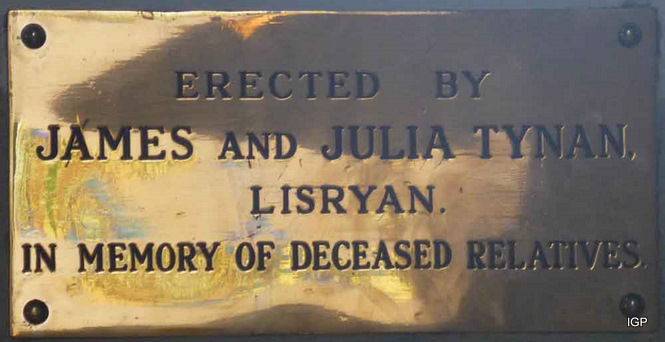 ERECTED BY
JAMES AND JULIA TYNAN,
LISRYAN.
IN MEMORY OF DECEASED RELATIVES.
IGP